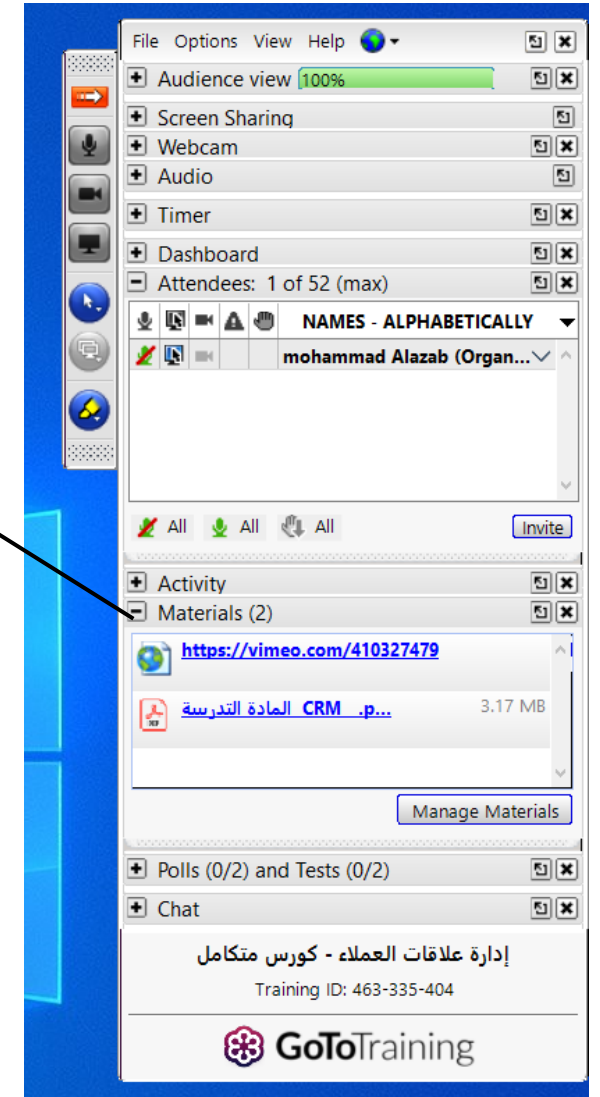 File Options View Help
Audience view 100%
Screen Sharing
Webcam
Audio
Timer
Dashboard
Attendees: 1 of 52 (max)
NAMES - ALPHABETICALLY
mohammad Alazab (Organ...
All All All Invite
Activity
Materials (2)
https://vimeo.com/410327479
المادة التدرسة CRM .p... 3.17 MB
Manage Materials
Polls (0/2) and Tests (0/2)
Chat
إدارة علاقات العملاء - كورس متكامل
Training ID: 463-335-404
GoToTraining